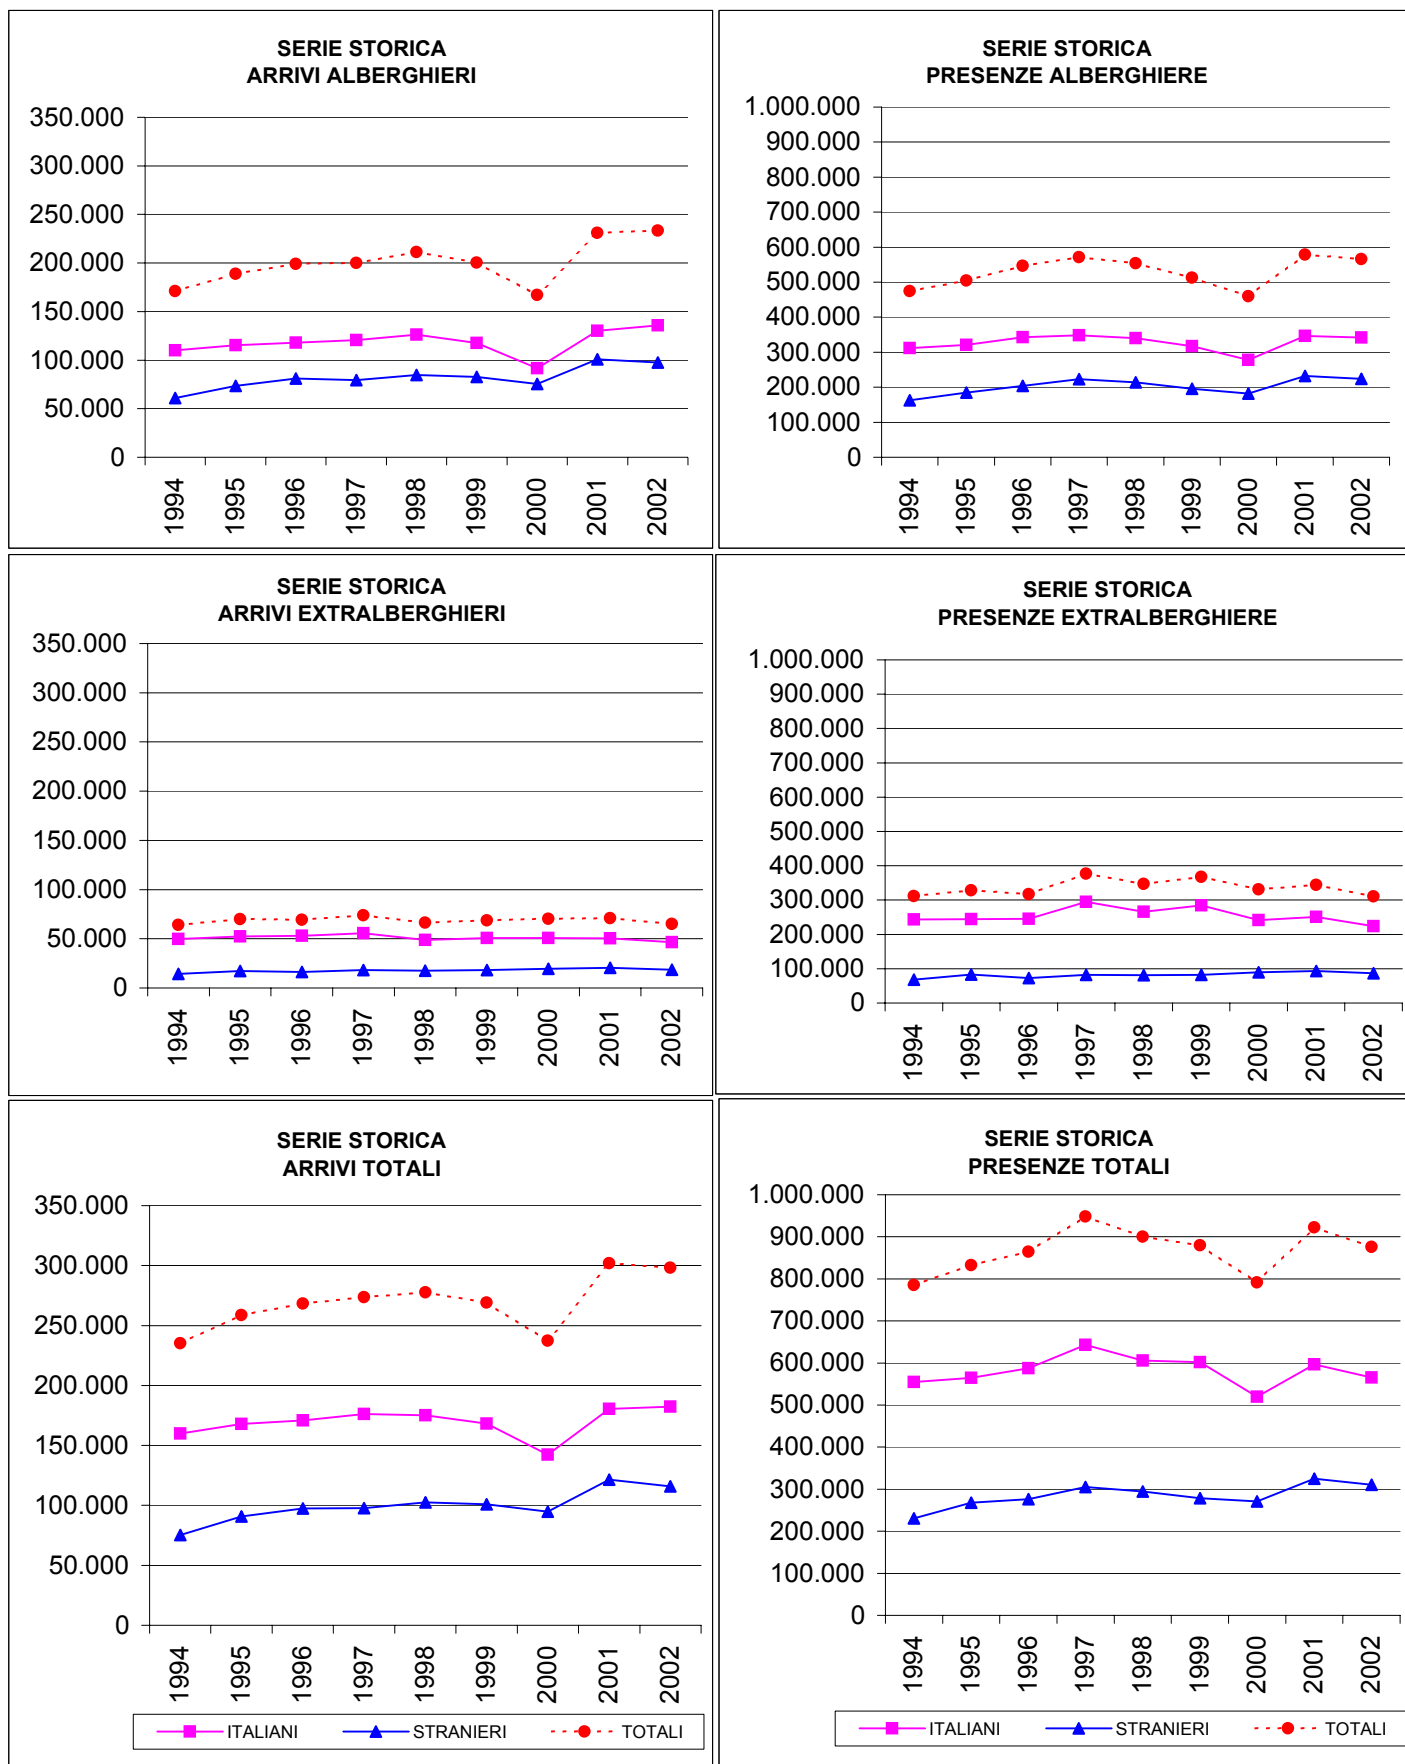 SERIE STORICA
ARRIVI ALBERGHIERI
350.000
300.000
250.000
200.000
150.000
100.000
50.000
0
1994 1995 1996 1997 1998 1999 2000 2001 2002
SERIE STORICA
PRESENZE ALBERGHIERE
1.000.000
900.000
800.000
700.000
600.000
500.000
400.000
300.000
200.000
100.000
0
1994 1995 1996 1997 1998 1999 2000 2001 2002
SERIE STORICA
ARRIVI EXTRALBERGHIERI
350.000
300.000
250.000
200.000
150.000
100.000
50.000
0
1994 1995 1996 1997 1998 1999 2000 2001 2002
SERIE STORICA
PRESENZE EXTRALBERGHIERE
1.000.000
900.000
800.000
700.000
600.000
500.000
400.000
300.000
200.000
100.000
0
1994 1995 1996 1997 1998 1999 2000 2001 2002
SERIE STORICA
ARRIVI TOTALI
350.000
300.000
250.000
200.000
150.000
100.000
50.000
0
1994 1995 1996 1997 1998 1999 2000 2001 2002
ITALIANI STRANIERI TOTALI
SERIE STORICA
PRESENZE TOTALI
1.000.000
900.000
800.000
700.000
600.000
500.000
400.000
300.000
200.000
100.000
0
1994 1995 1996 1997 1998 1999 2000 2001 2002
ITALIANI STRANIERI TOTALI